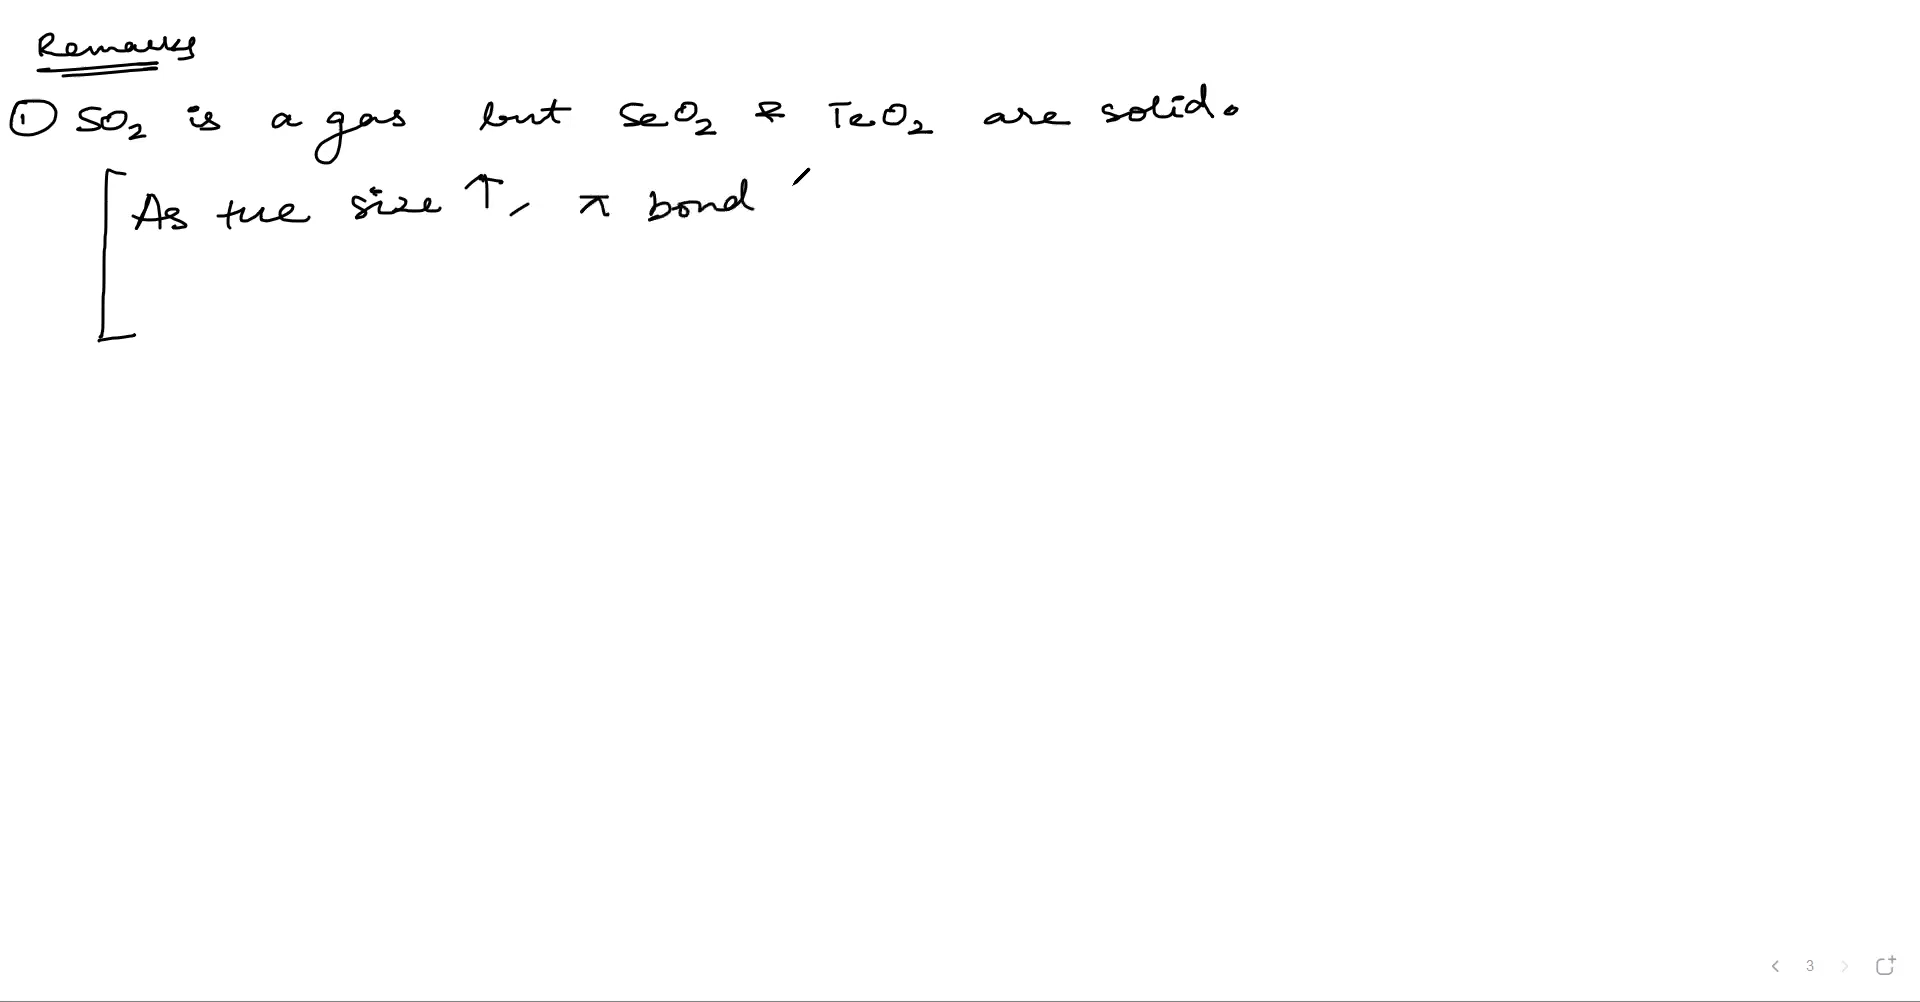 Remarks
① SO₂ is a gas but SeO₂ & TeO₂ are solid.
[As the size ↑, π bond
3